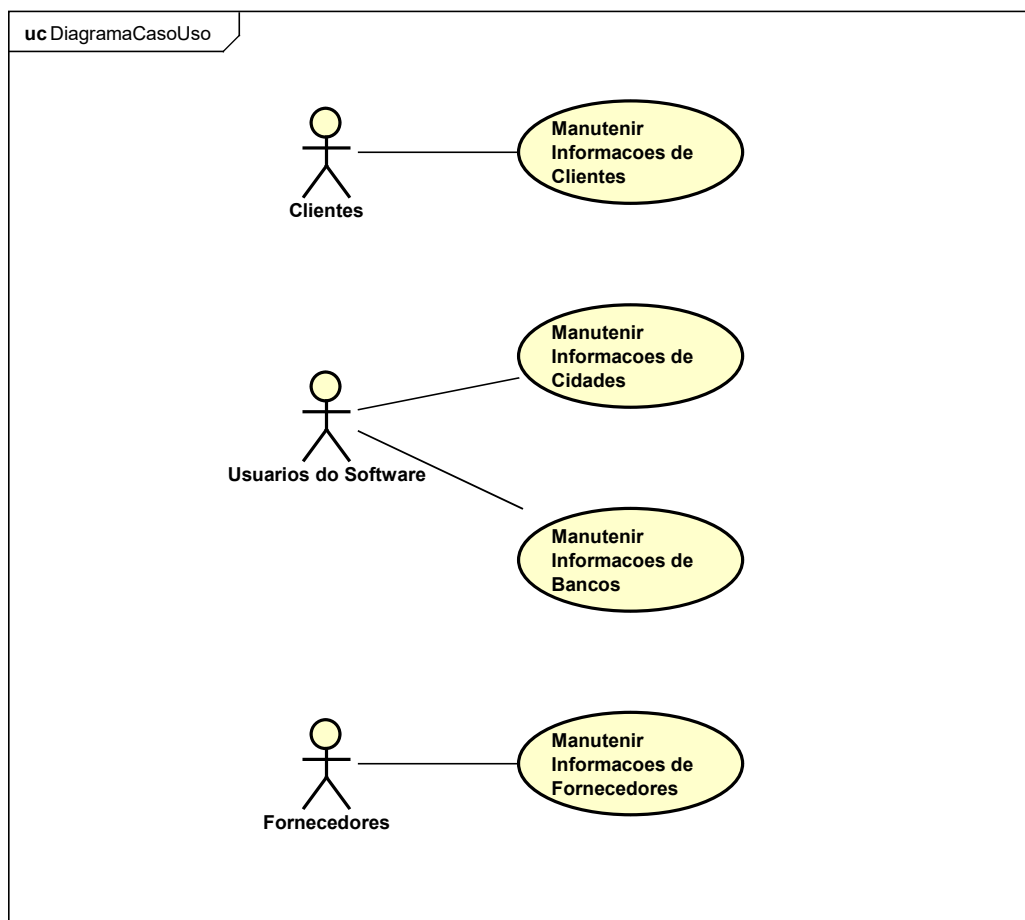 uc DiagramaCasoUso
Manutenir
Informacoes de
Clientes
Clientes
Manutenir
Informacoes de
Cidades
Usuarios do Software
Manutenir
Informacoes de
Bancos
Manutenir
Informacoes de
Fornecedores
Fornecedores